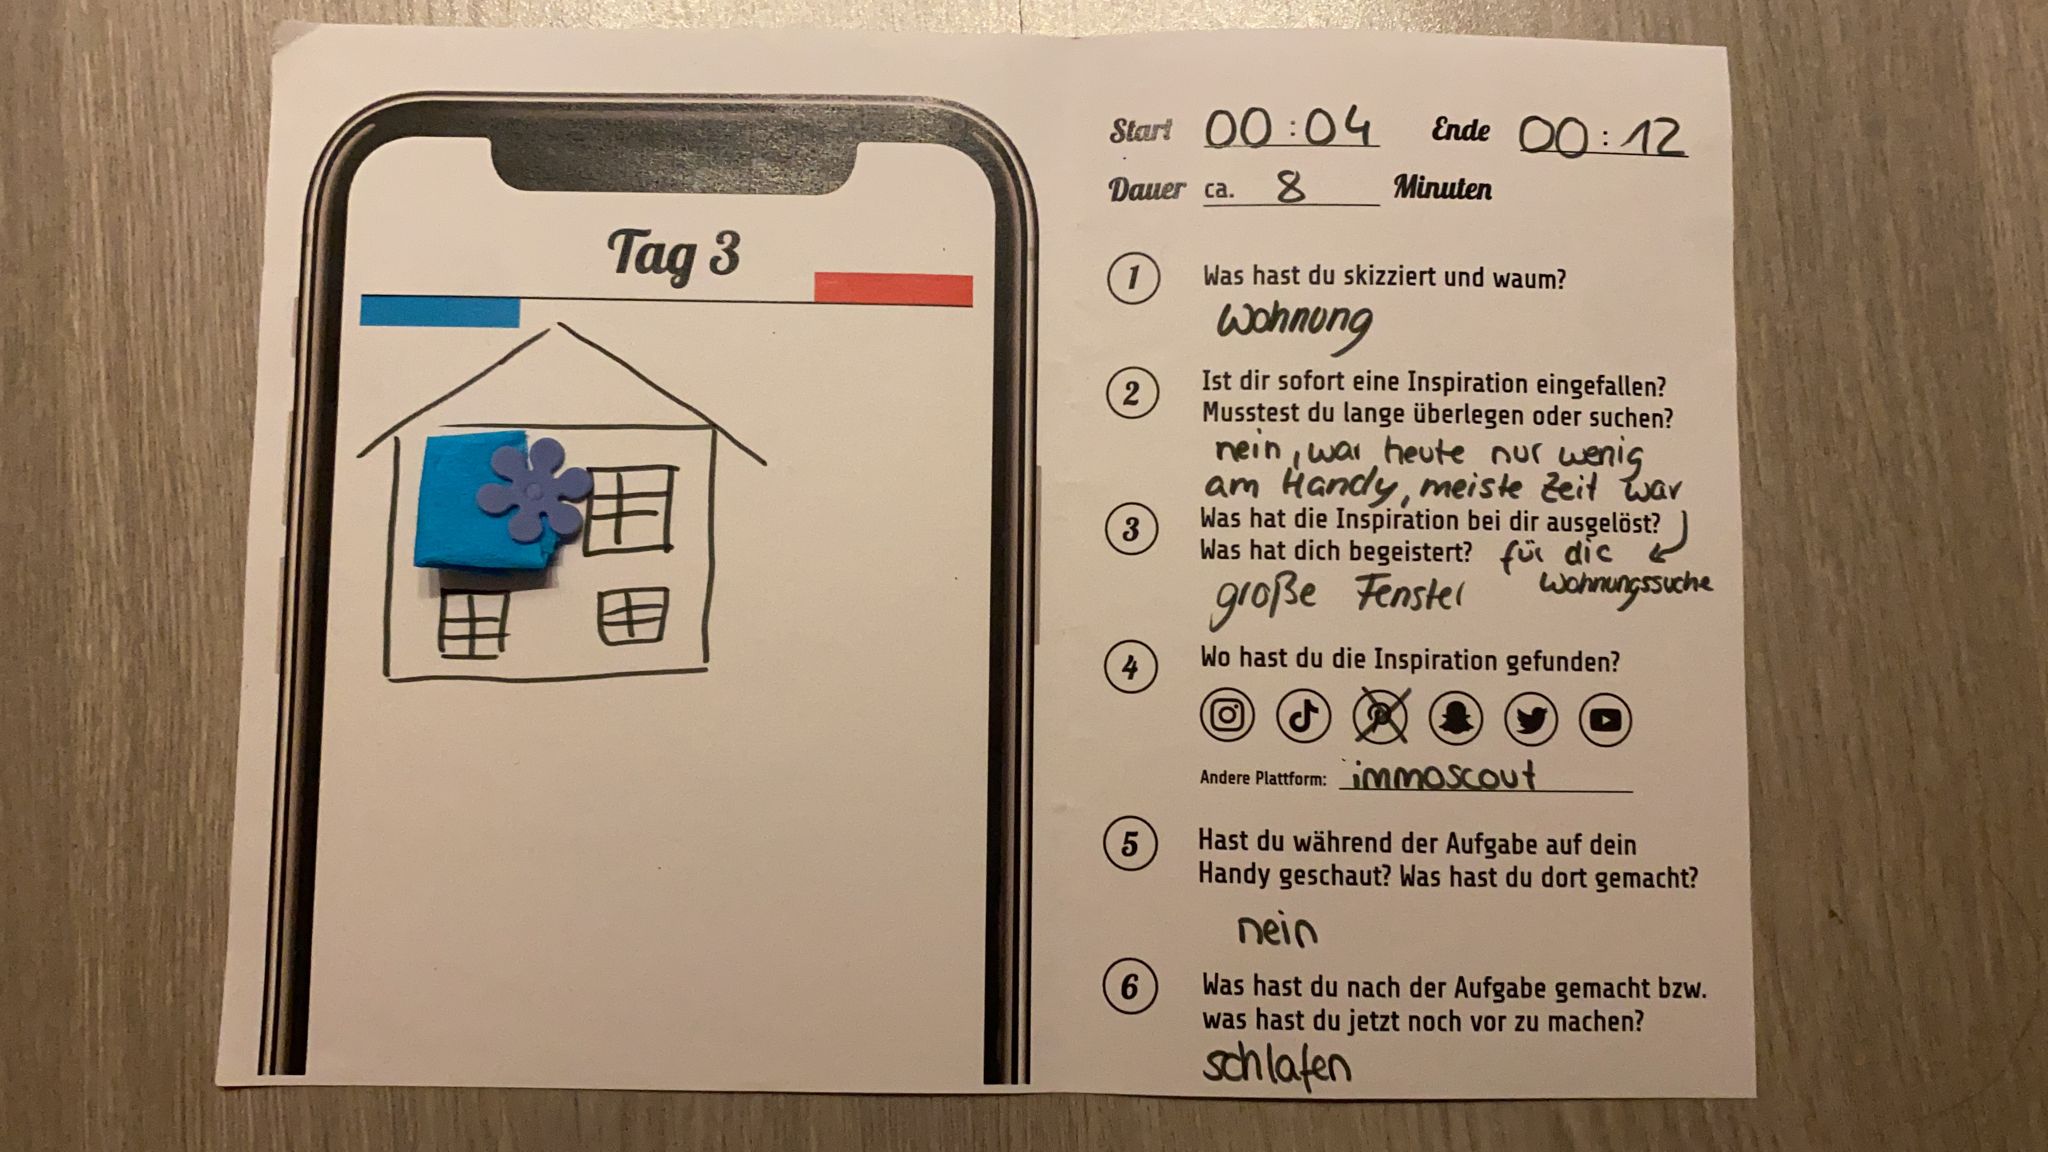 Tag 3
Start 00:04 Ende 00:12
Dauer ca. 8 Minuten
1 Was hast du skizziert und waum?
Wohnung
2 Ist dir sofort eine Inspiration eingefallen?
Musstest du lange überlegen oder suchen?
nein, war heute nur wenig
am Handy, meiste Zeit war
für die
Wohnungssuche
3 Was hat die Inspiration bei dir ausgelöst?
Was hat dich begeistert?
große Fenster
4 Wo hast du die Inspiration gefunden?
Andere Plattform: immoscout
5 Hast du während der Aufgabe auf dein
Handy geschaut? Was hast du dort gemacht?
nein
6 Was hast du nach der Aufgabe gemacht bzw.
was hast du jetzt noch vor zu machen?
schlafen